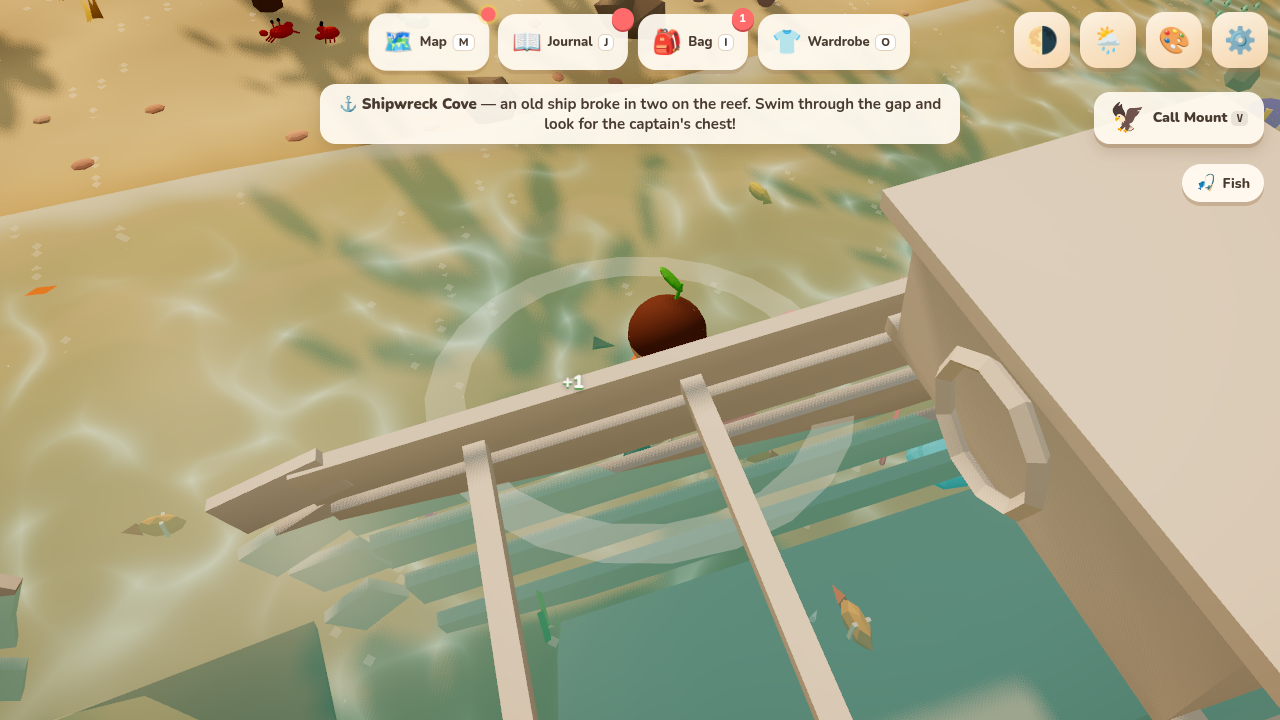 Map M
Journal J
Bag I
1
Wardrobe O
⚓ Shipwreck Cove — an old ship broke in two on the reef. Swim through the gap and
look for the captain's chest!
Call Mount V
Fish
+1